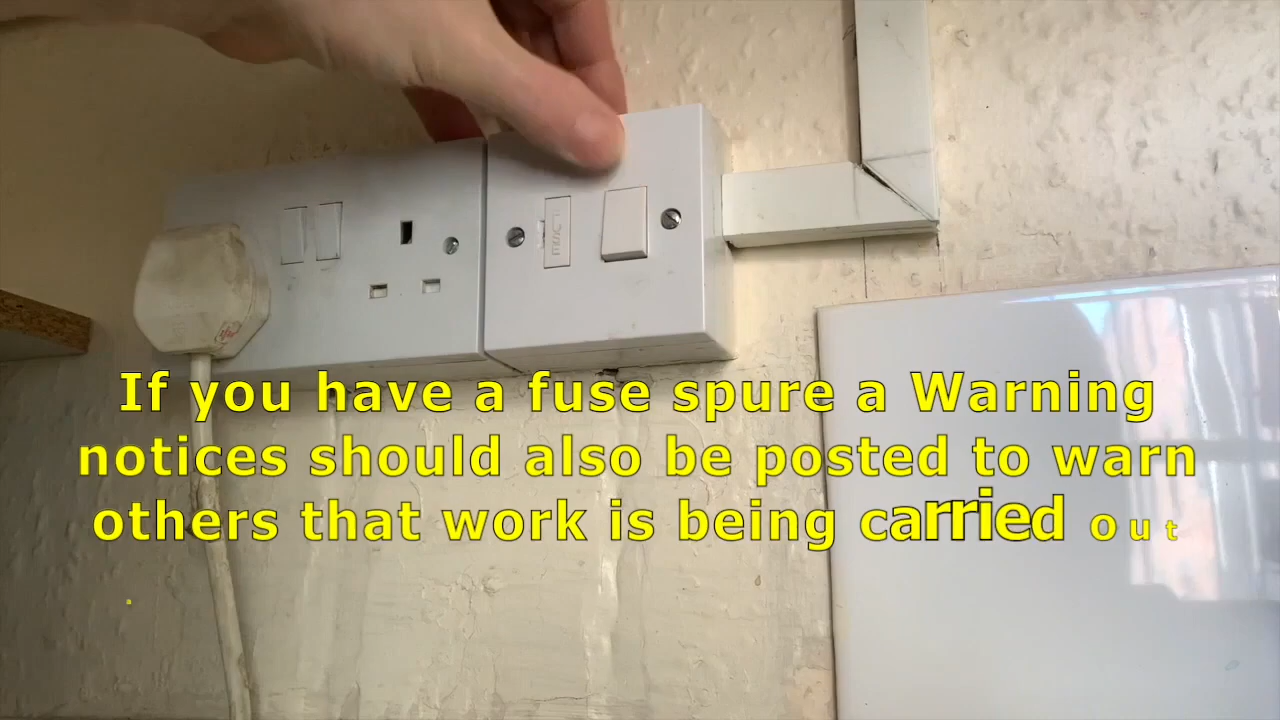 If you have a fuse spure a Warning
notices should also be posted to warn
others that work is being carried out
.